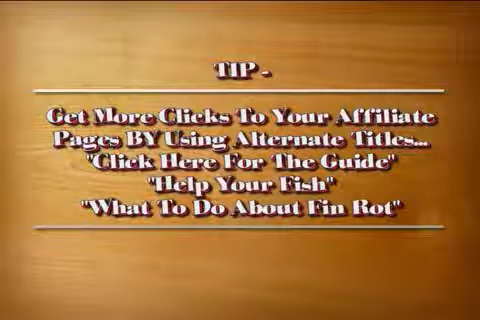 TIP -
Get More Clicks To Your Affiliate
Pages BY Using Alternate Titles...
"Click Here For The Guide"
"Help Your Fish"
"What To Do About Fin Rot"